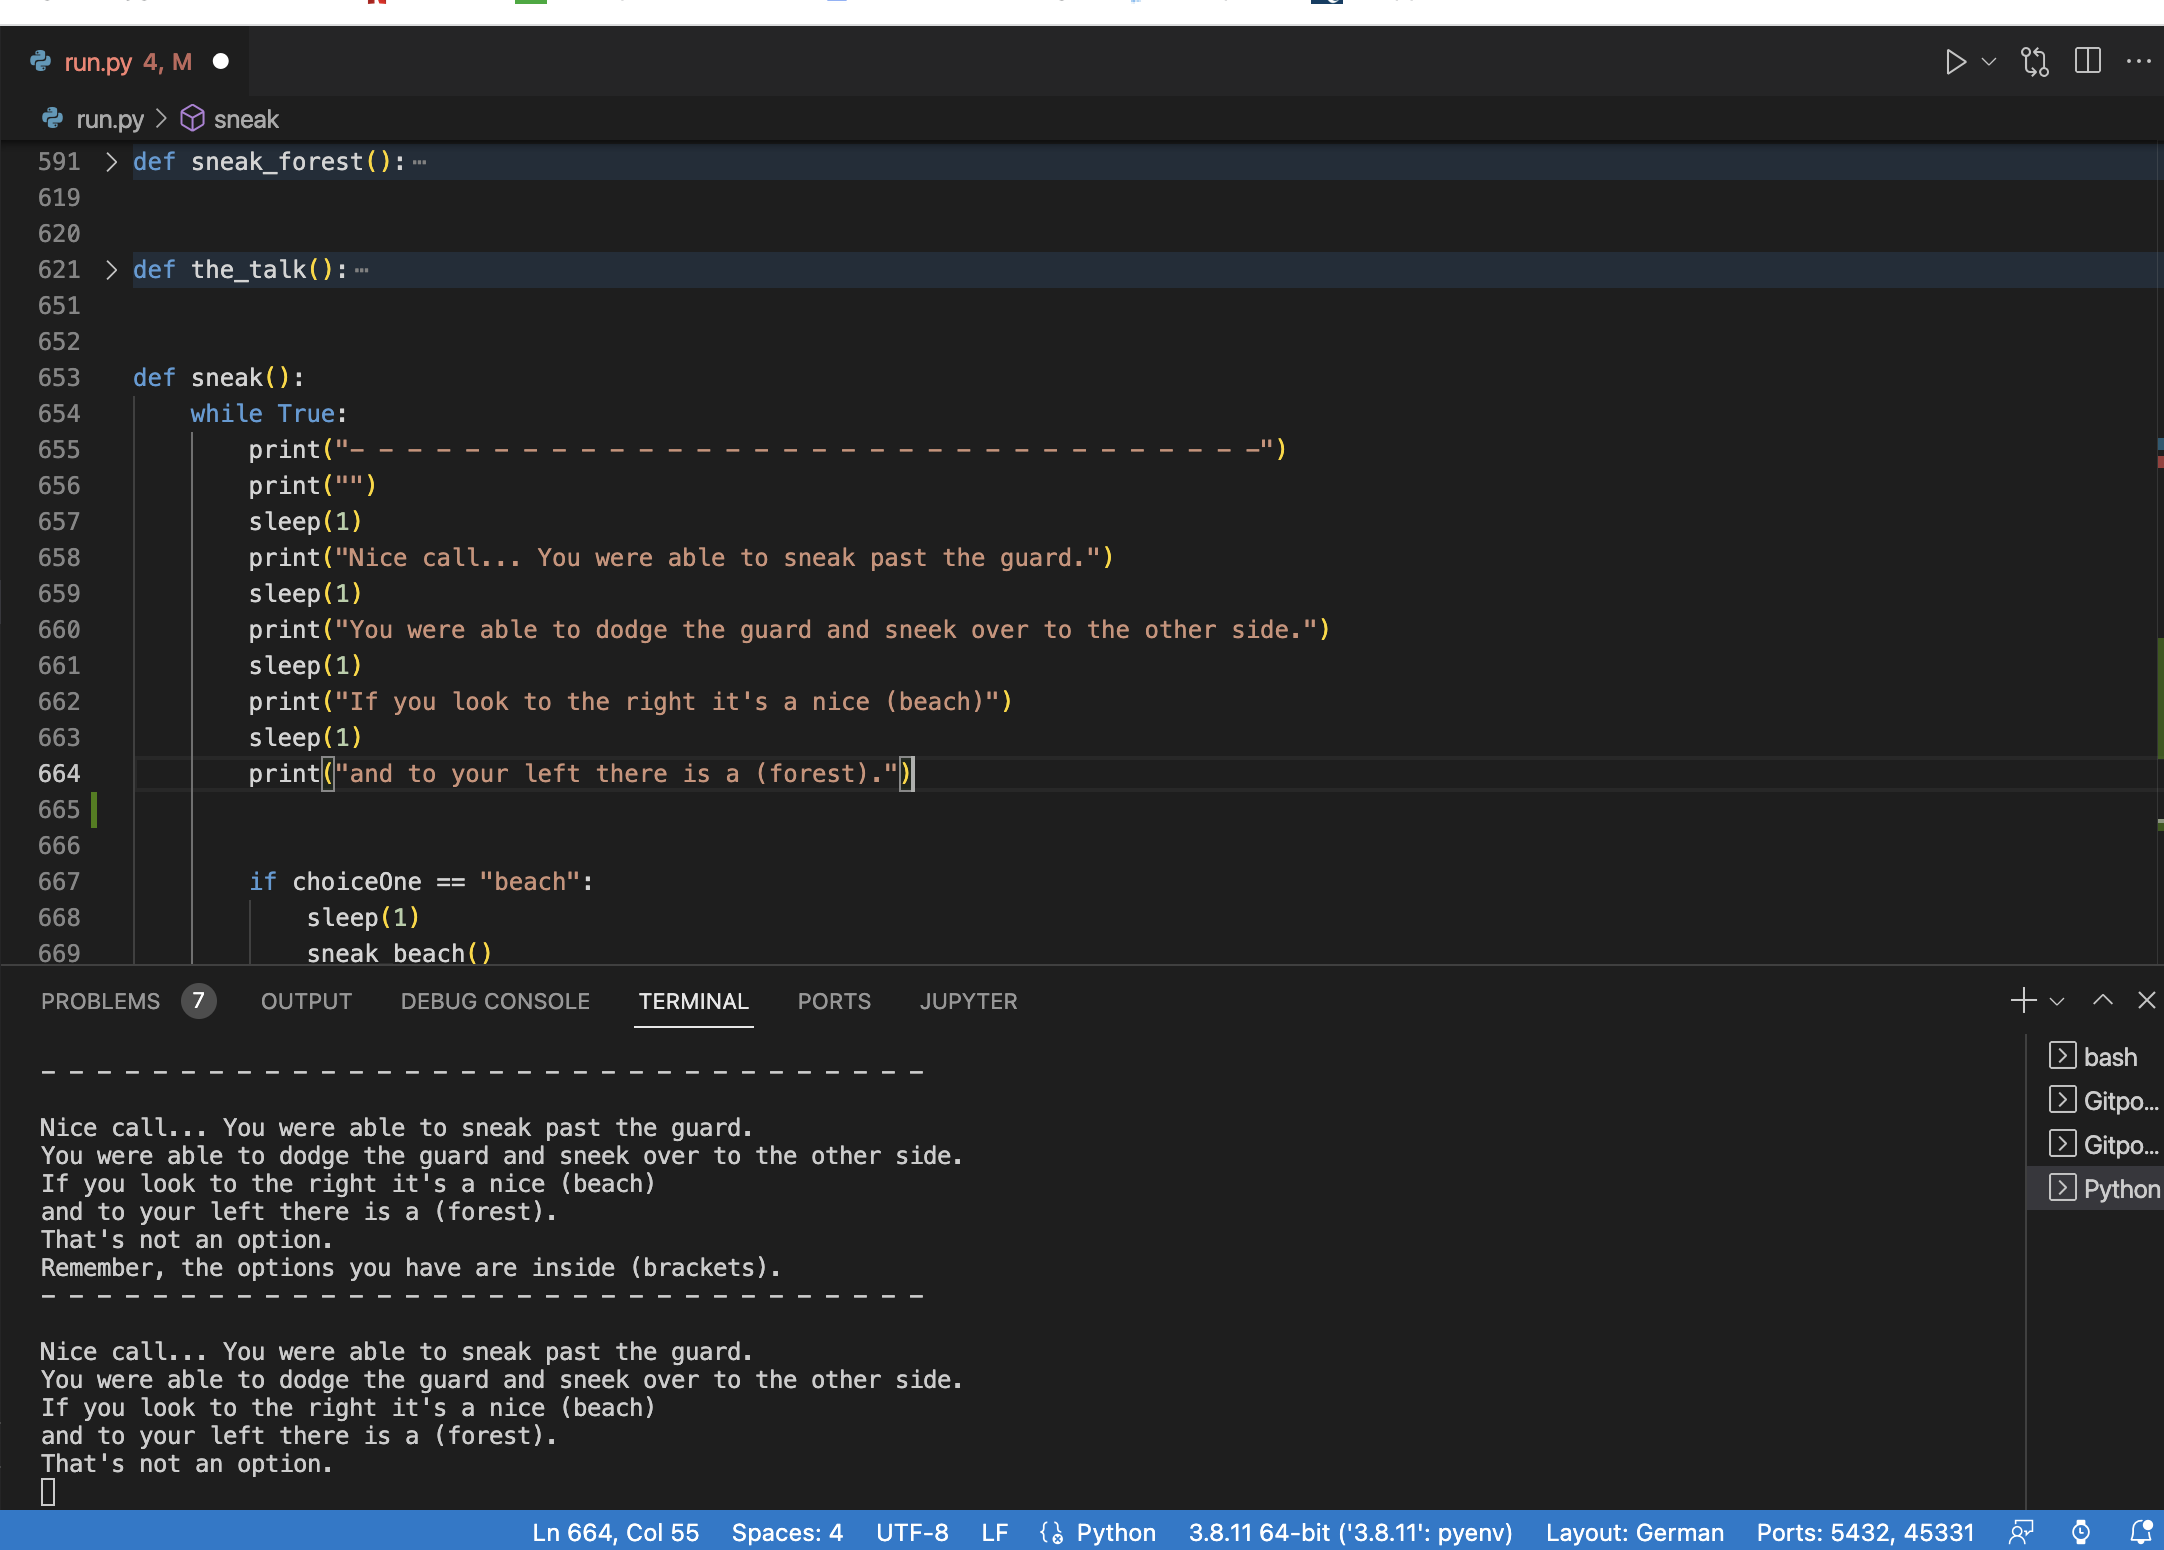 run.py 4, M
run.py > sneak
591 > def sneak_forest():
619
620
621 > def the_talk():
651
652
653 def sneak():
654 while True:
655 print("- - - - - - - - - - - - - - - - - - - - - - - - - - - - - - - -")
656 print("")
657 sleep(1)
658 print("Nice call... You were able to sneak past the guard.")
659 sleep(1)
660 print("You were able to dodge the guard and sneek over to the other side.")
661 sleep(1)
662 print("If you look to the right it's a nice (beach)")
663 sleep(1)
664 print("and to your left there is a (forest).")
665
666
667 if choiceOne == "beach":
668 sleep(1)
669 sneak_beach()
PROBLEMS 7 OUTPUT DEBUG CONSOLE TERMINAL PORTS JUPYTER
- - - - - - - - - - - - - - - - - - - - - - - - - - - - - - - -
Nice call... You were able to sneak past the guard.
You were able to dodge the guard and sneek over to the other side.
If you look to the right it's a nice (beach)
and to your left there is a (forest).
That's not an option.
Remember, the options you have are inside (brackets).
- - - - - - - - - - - - - - - - - - - - - - - - - - - - - - - -
Nice call... You were able to sneak past the guard.
You were able to dodge the guard and sneek over to the other side.
If you look to the right it's a nice (beach)
and to your left there is a (forest).
That's not an option.
bash
Gitpo...
Gitpo...
Python
Ln 664, Col 55 Spaces: 4 UTF-8 LF Python 3.8.11 64-bit ('3.8.11': pyenv) Layout: German Ports: 5432, 45331